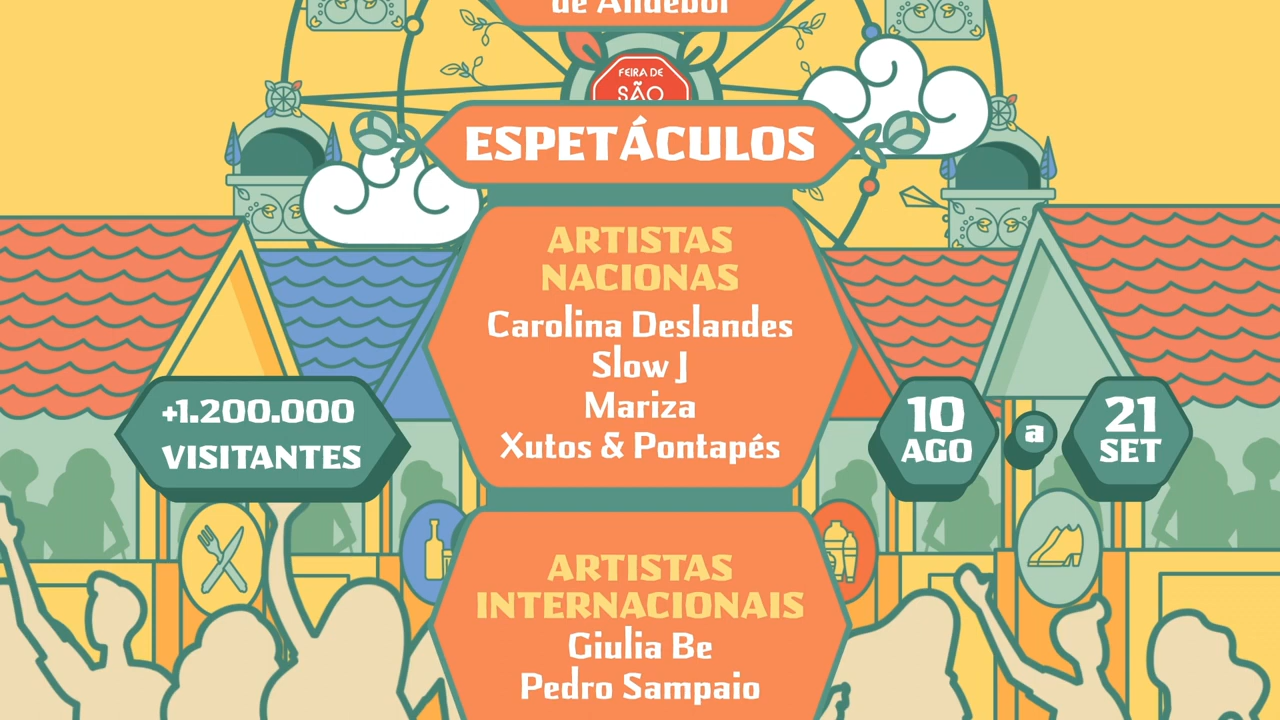 de Andebol
FEIRA DE
SÃO
ESPETÁCULOS
ARTISTAS
NACIONAS
Carolina Deslandes
Slow J
Mariza
Xutos & Pontapés
+1.200.000
VISITANTES
10
AGO
a
21
SET
ARTISTAS
INTERNACIONAIS
Giulia Be
Pedro Sampaio